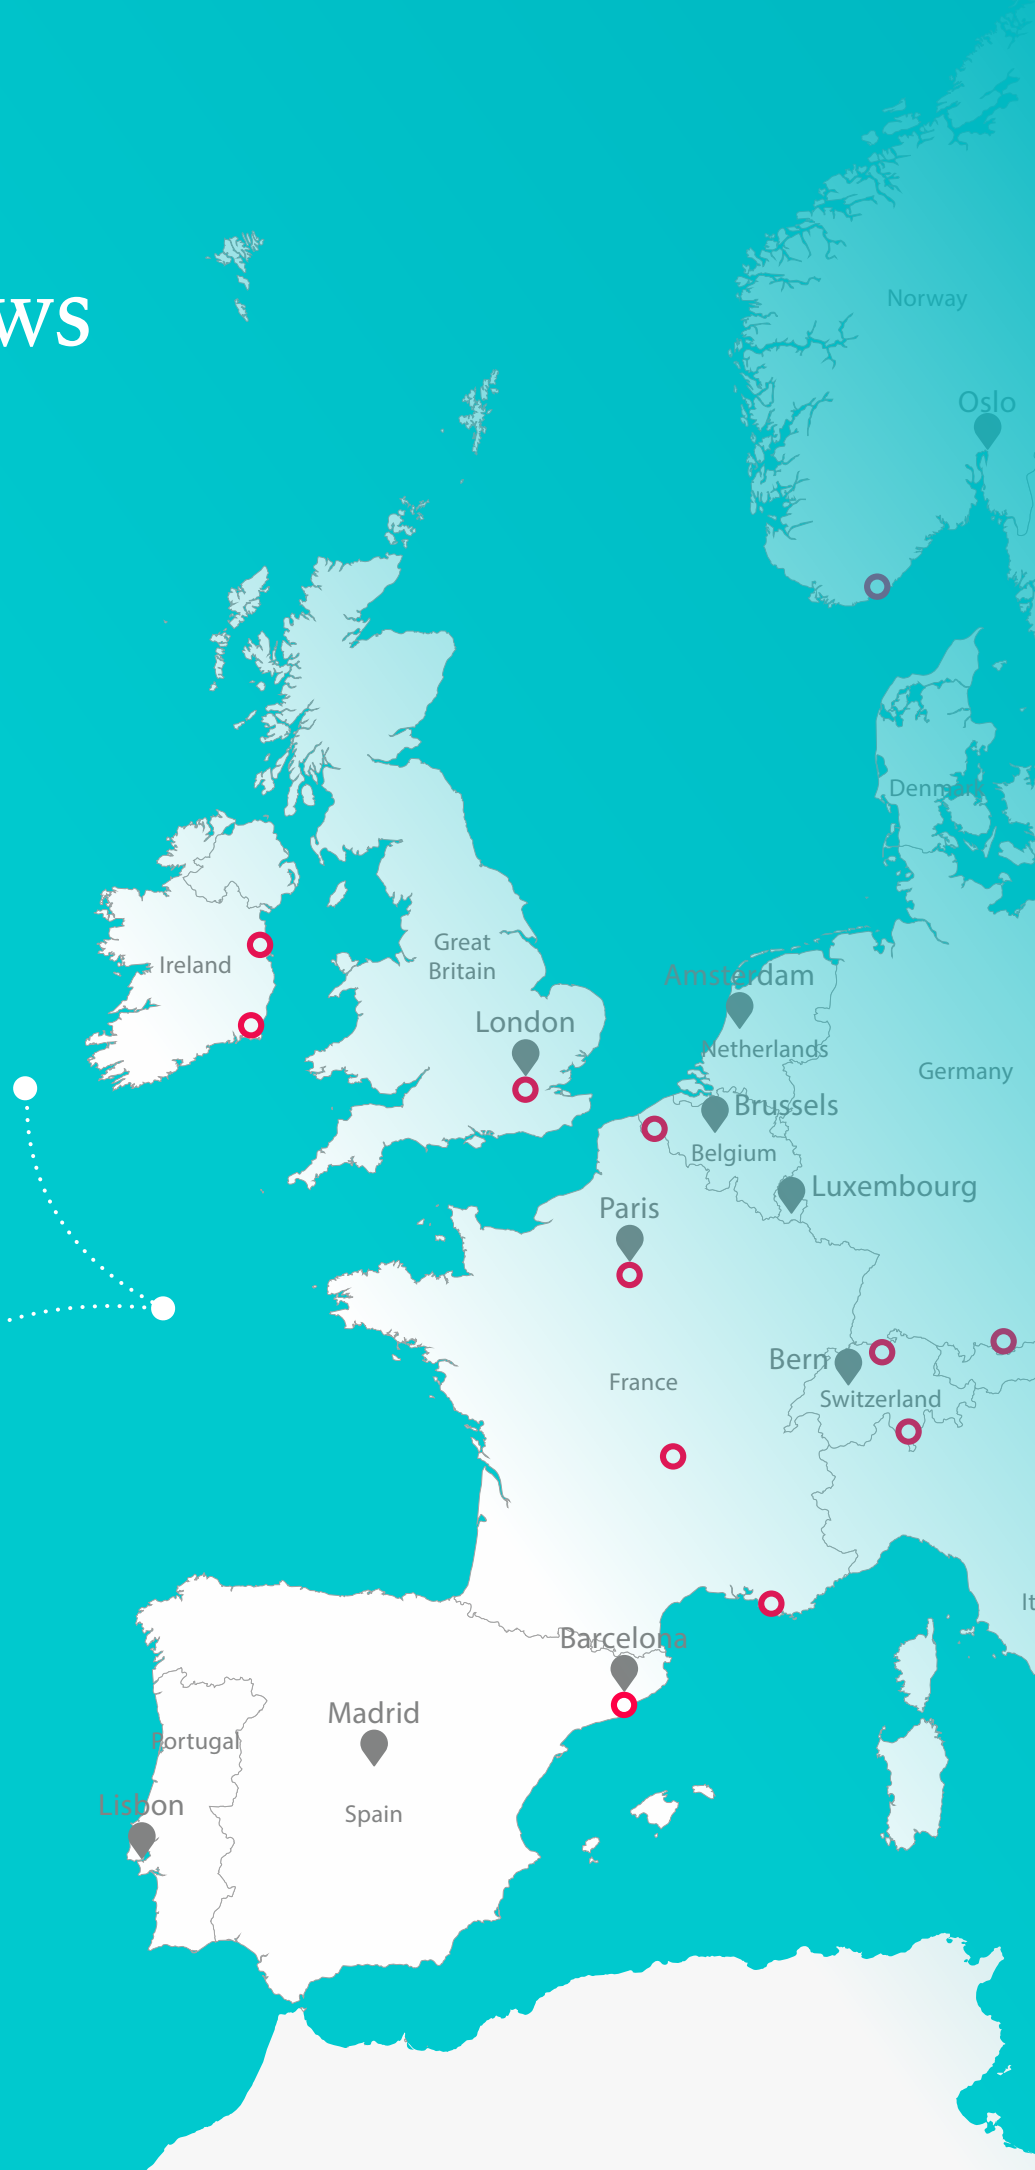 ws
Norway
Oslo
Denmark
Ireland
Great
Britain
Amsterdam
London
Netherlands
Germany
Brussels
Belgium
Luxembourg
Paris
Bern
France
Switzerland
It
Barcelona
Madrid
Portugal
Lisbon
Spain